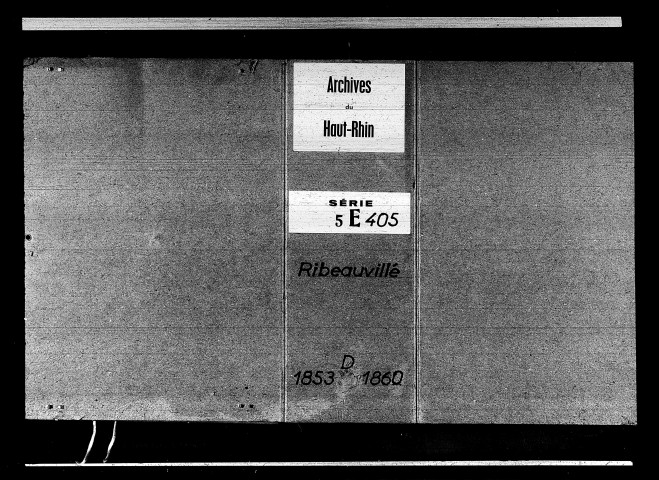 Archives
du
Haut-Rhin
SÉRIE
5 E 405
Ribeauvillé
D
1853 1860